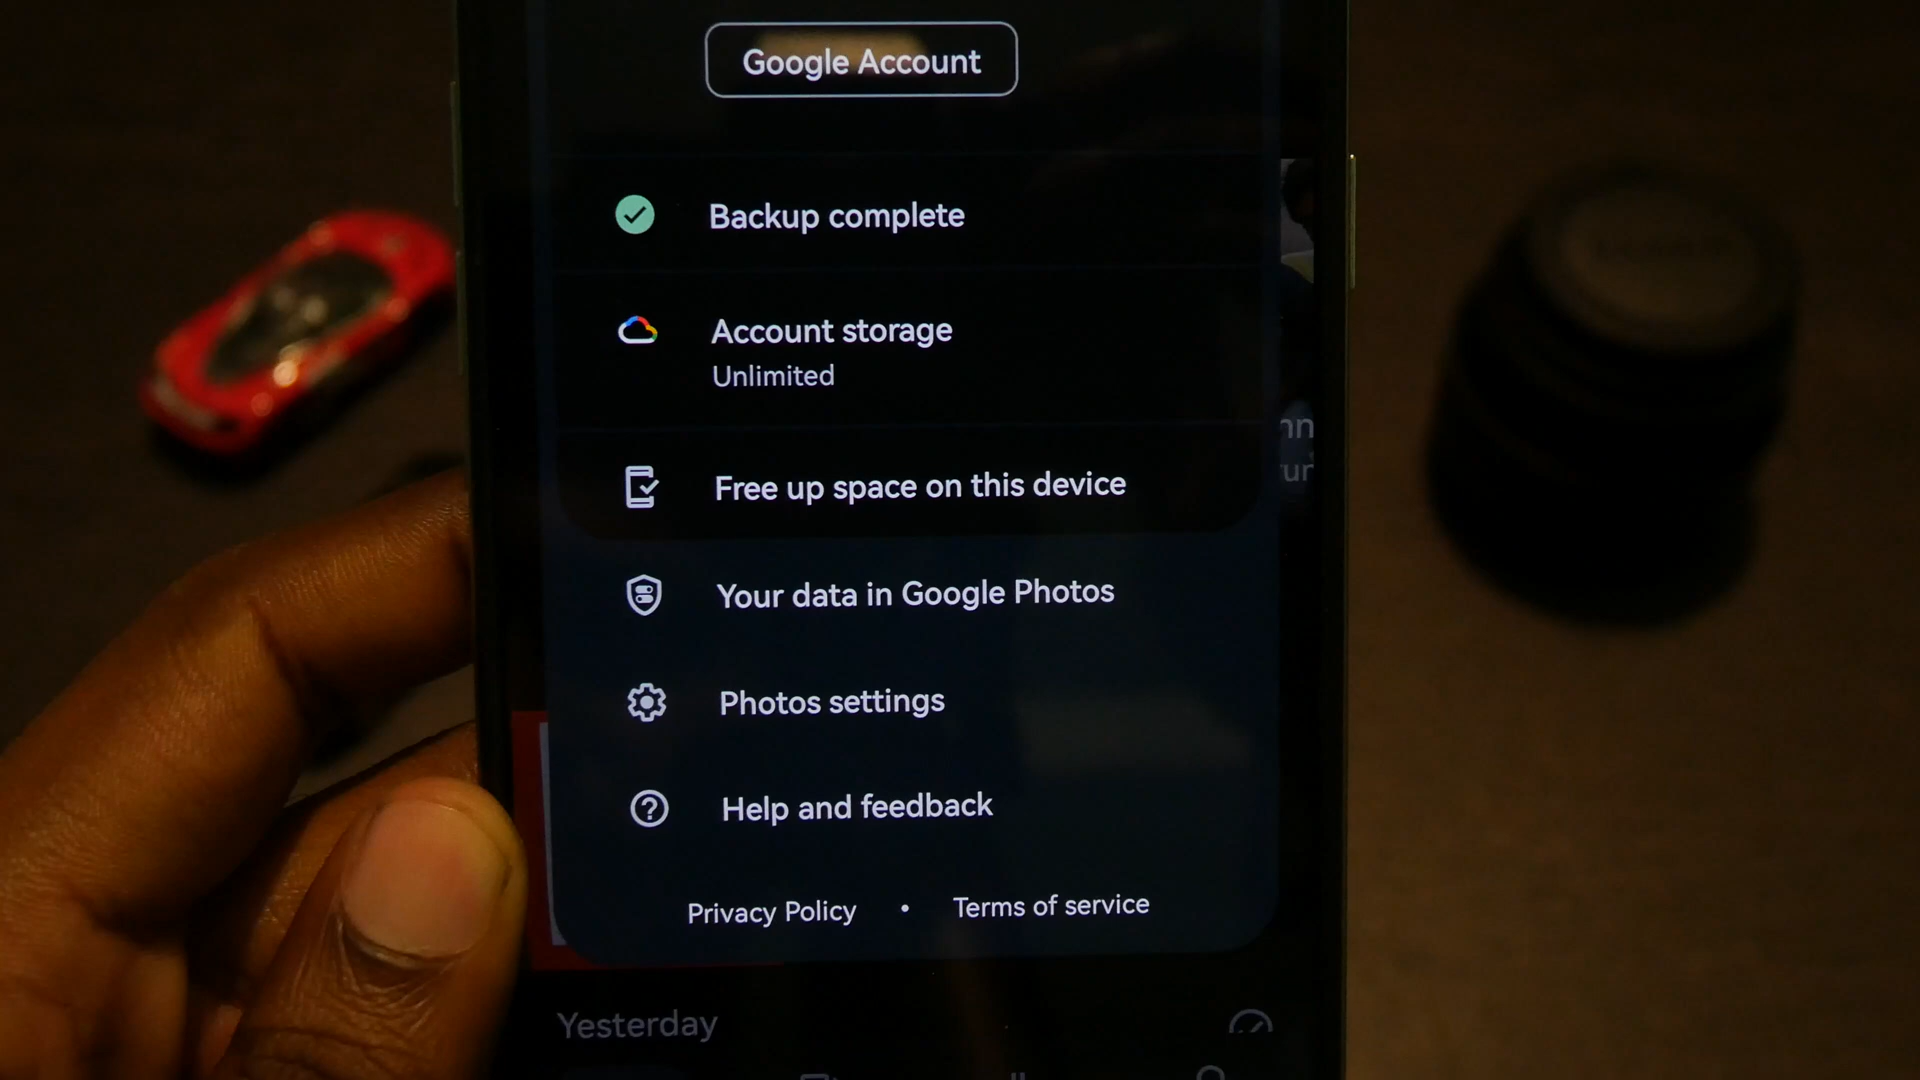 Google Account
Backup complete
Account storage
Unlimited
Free up space on this device
Your data in Google Photos
Photos settings
Help and feedback
Privacy Policy • Terms of service
Yesterday